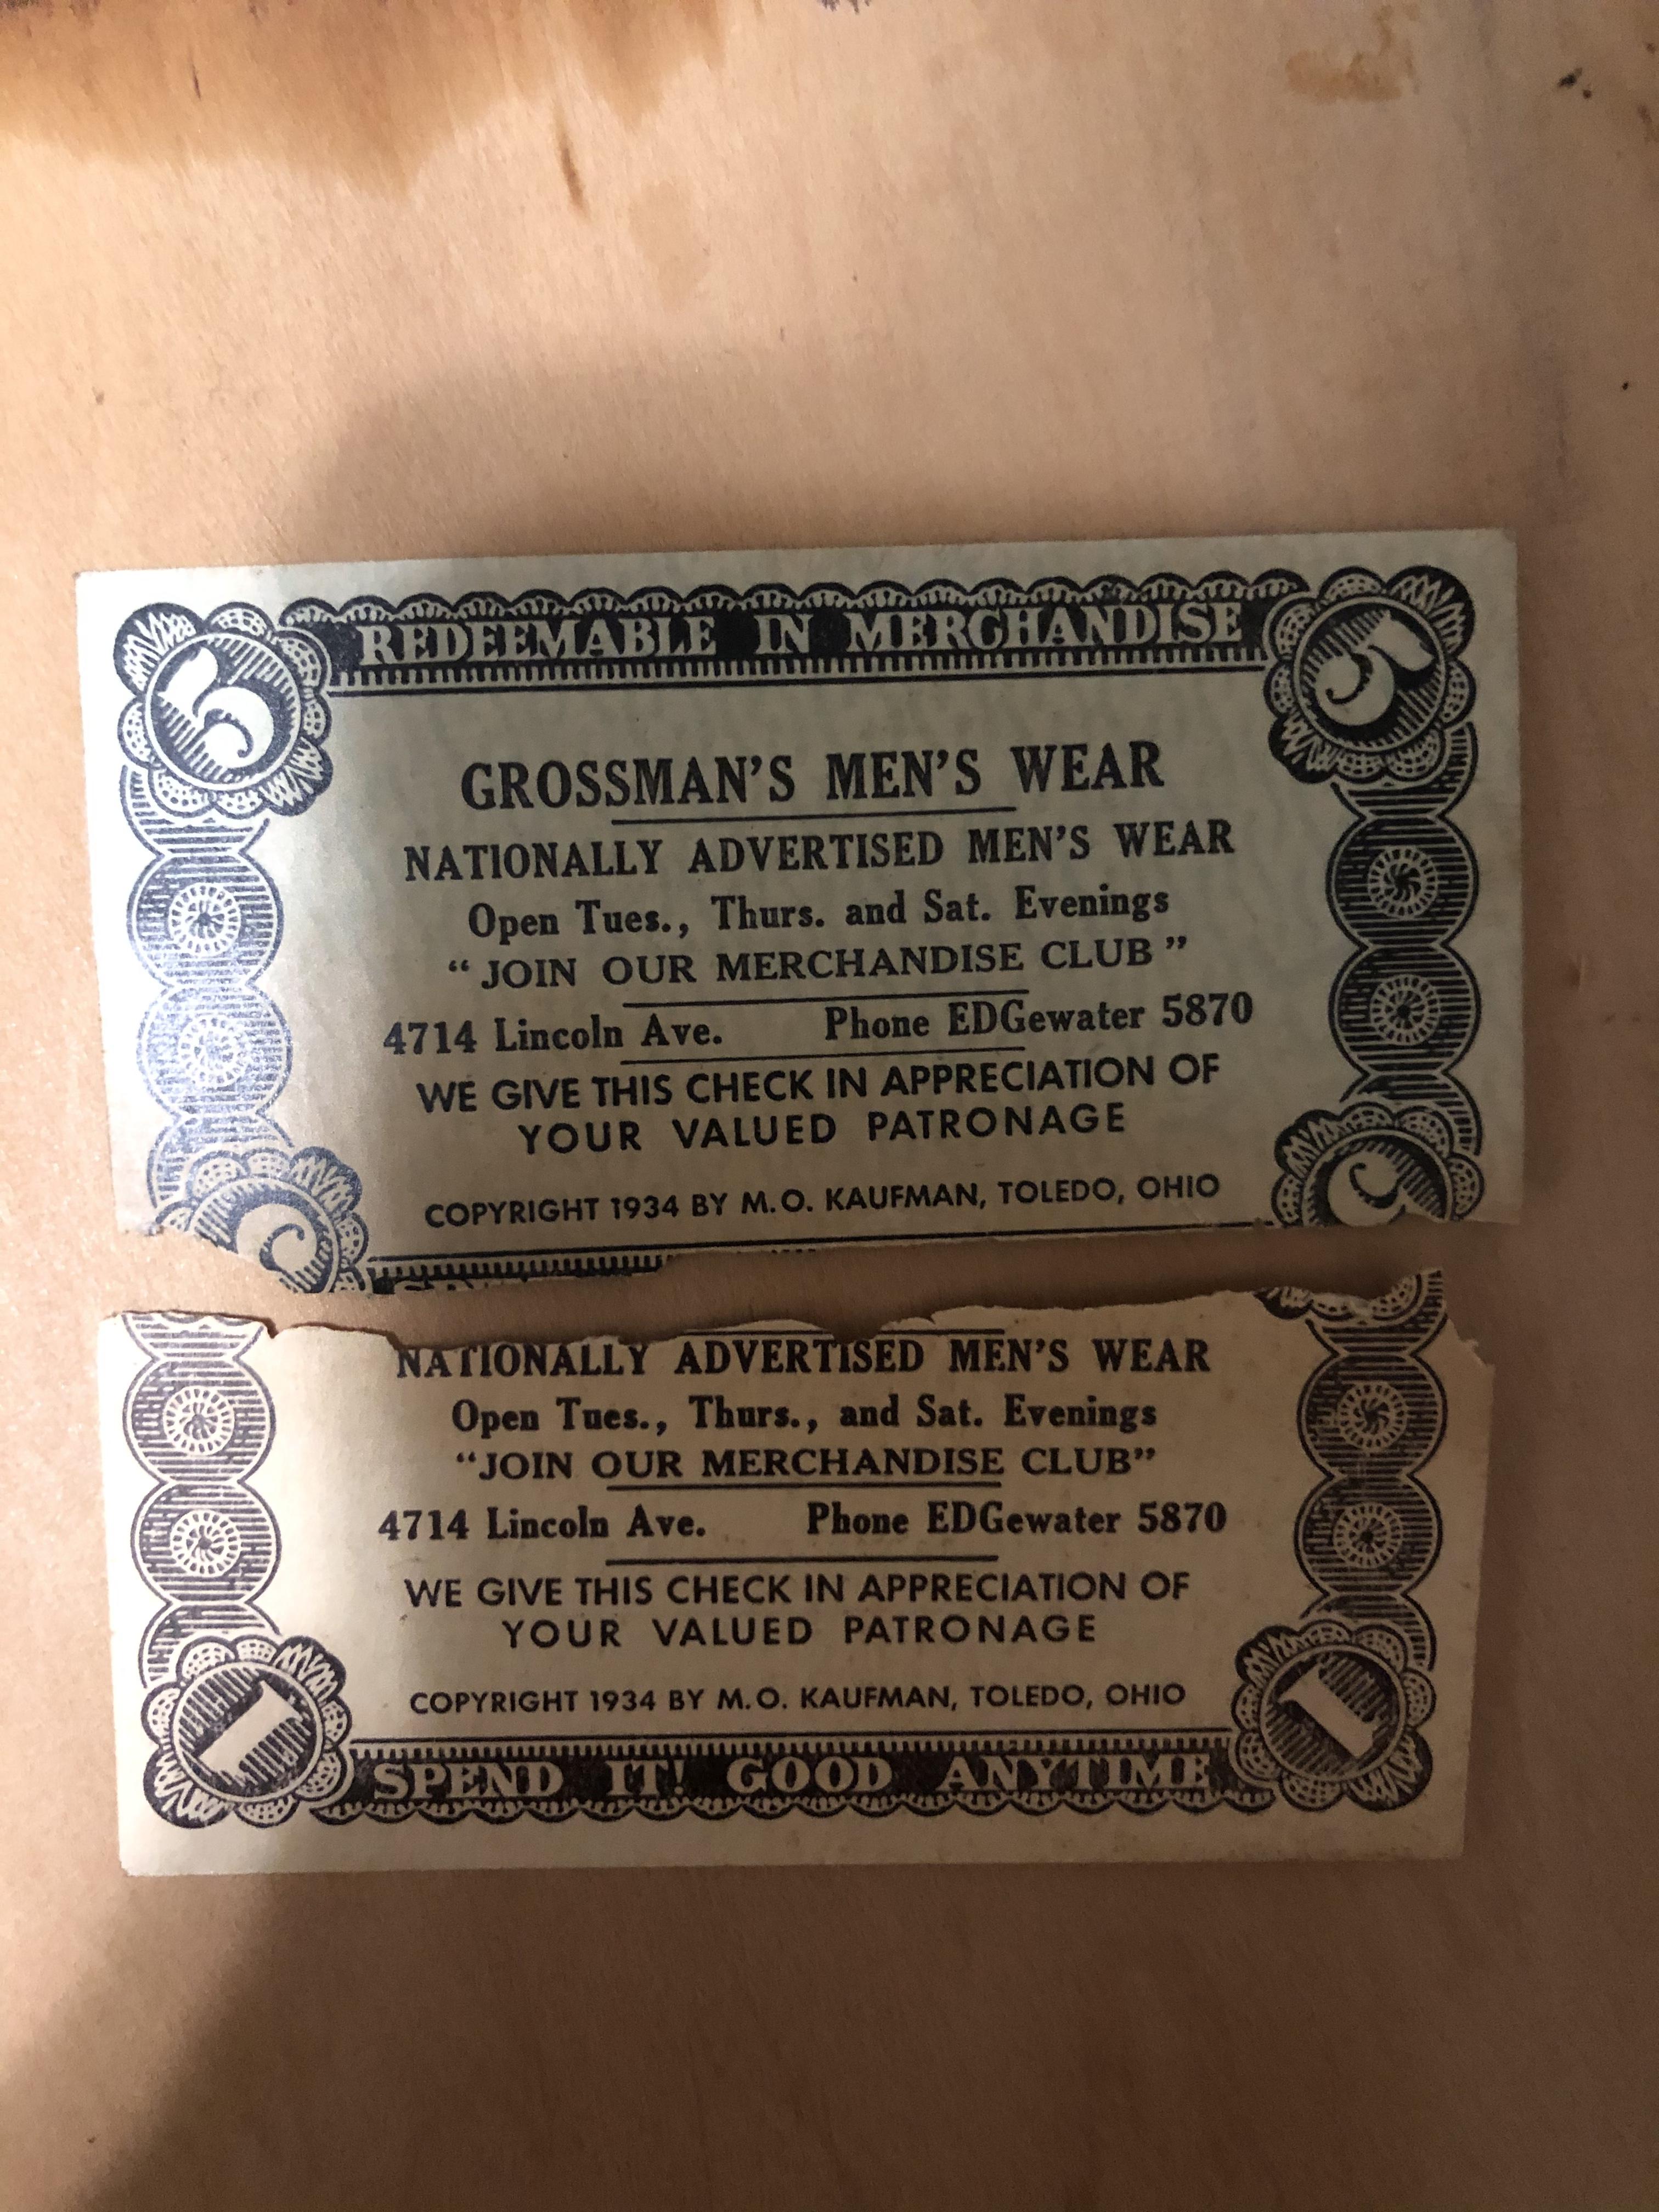 REDEEMABLE IN MERCHANDISE
5 5
GROSSMAN'S MEN'S WEAR
NATIONALLY ADVERTISED MEN'S WEAR
Open Tues., Thurs. and Sat. Evenings
"JOIN OUR MERCHANDISE CLUB"
4714 Lincoln Ave. Phone EDGewater 5870
WE GIVE THIS CHECK IN APPRECIATION OF
YOUR VALUED PATRONAGE
COPYRIGHT 1934 BY M. O. KAUFMAN, TOLEDO, OHIO
5 5
NATIONALLY ADVERTISED MEN'S WEAR
Open Tues., Thurs., and Sat. Evenings
"JOIN OUR MERCHANDISE CLUB"
4714 Lincoln Ave. Phone EDGewater 5870
WE GIVE THIS CHECK IN APPRECIATION OF
YOUR VALUED PATRONAGE
COPYRIGHT 1934 BY M. O. KAUFMAN, TOLEDO, OHIO
1 1
SPEND IT! GOOD ANYTIME